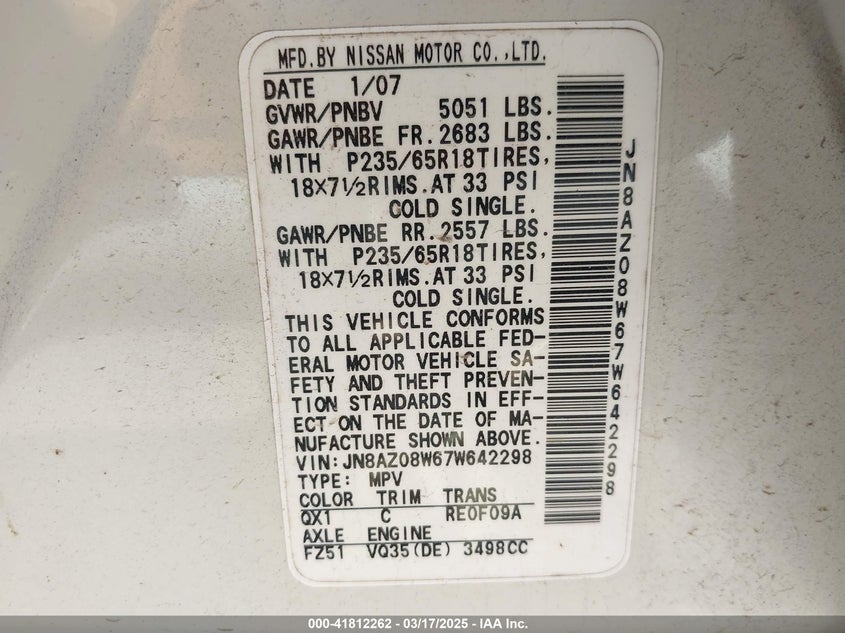 MFD.BY NISSAN MOTOR CO.,LTD.
DATE 1/07
GVWR/PNBV 5051 LBS.
GAWR/PNBE FR.2683 LBS.
WITH P235/65R18TIRES,
18X7½RIMS.AT 33 PSI
COLD SINGLE.
GAWR/PNBE RR.2557 LBS.
WITH P235/65R18TIRES,
18X7½RIMS.AT 33 PSI
COLD SINGLE.
THIS VEHICLE CONFORMS
TO ALL APPLICABLE FED-
ERAL MOTOR VEHICLE SA-
FETY AND THEFT PREVEN-
TION STANDARDS IN EFF-
ECT ON THE DATE OF MA-
NUFACTURE SHOWN ABOVE.
VIN:JN8AZ08W67W642298
TYPE: MPV
COLOR TRIM TRANS
QX1 C RE0F09A
AXLE ENGINE
FZ51 VQ35(DE) 3498CC
JN8AZ08W67W642298
000-41812262 - 03/17/2025 - IAA Inc.